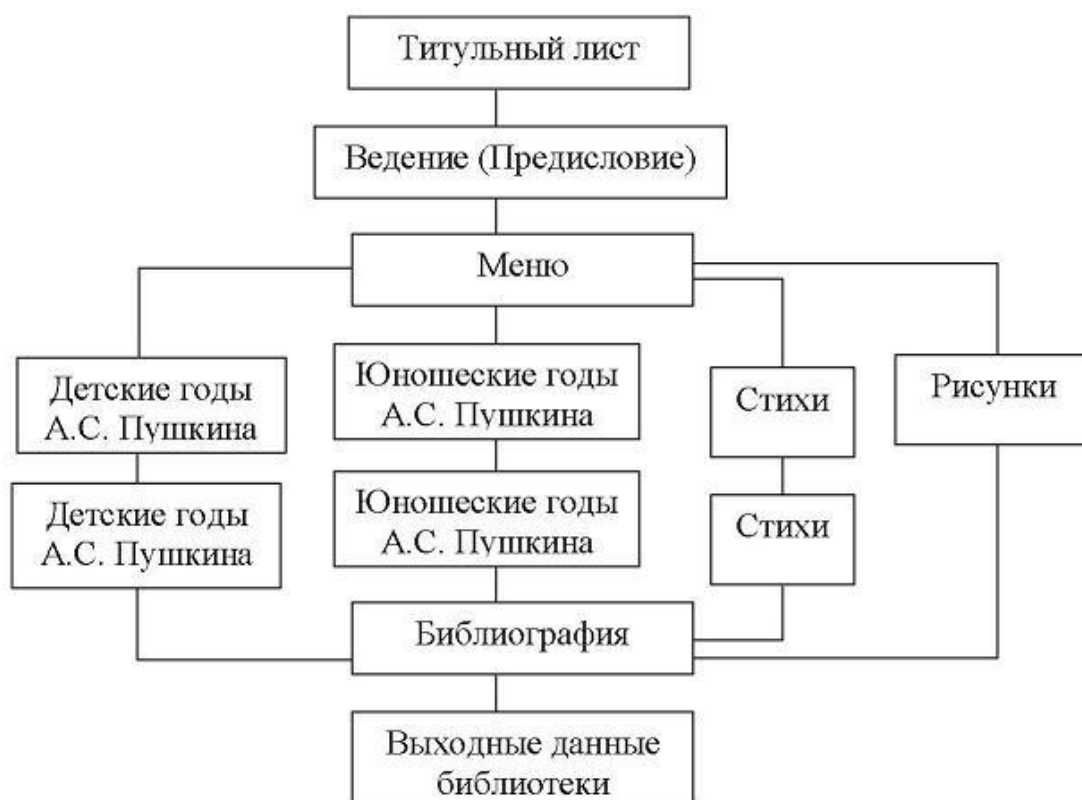 Титульный лист
Ведение (Предисловие)
Меню
Детские годы
А.С. Пушкина
Юношеские годы
А.С. Пушкина
Стихи
Рисунки
Детские годы
А.С. Пушкина
Юношеские годы
А.С. Пушкина
Стихи
Библиография
Выходные данные
библиотеки